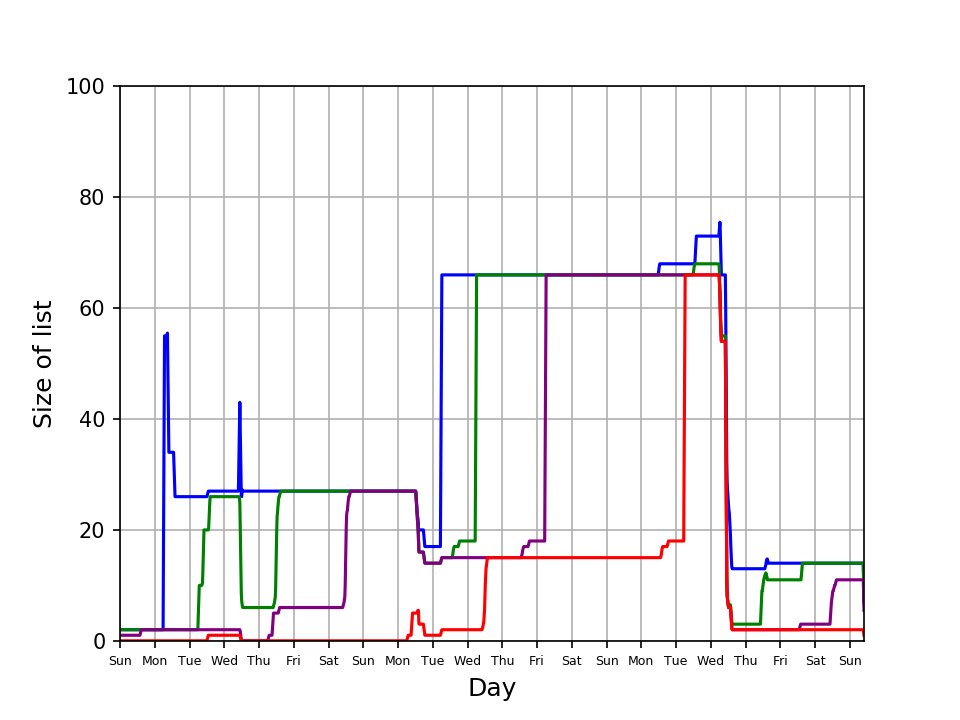 100
80
60
40
20
0
Size of list
Sun Mon Tue Wed Thu Fri Sat Sun Mon Tue Wed Thu Fri Sat Sun Mon Tue Wed Thu Fri Sat Sun
Day